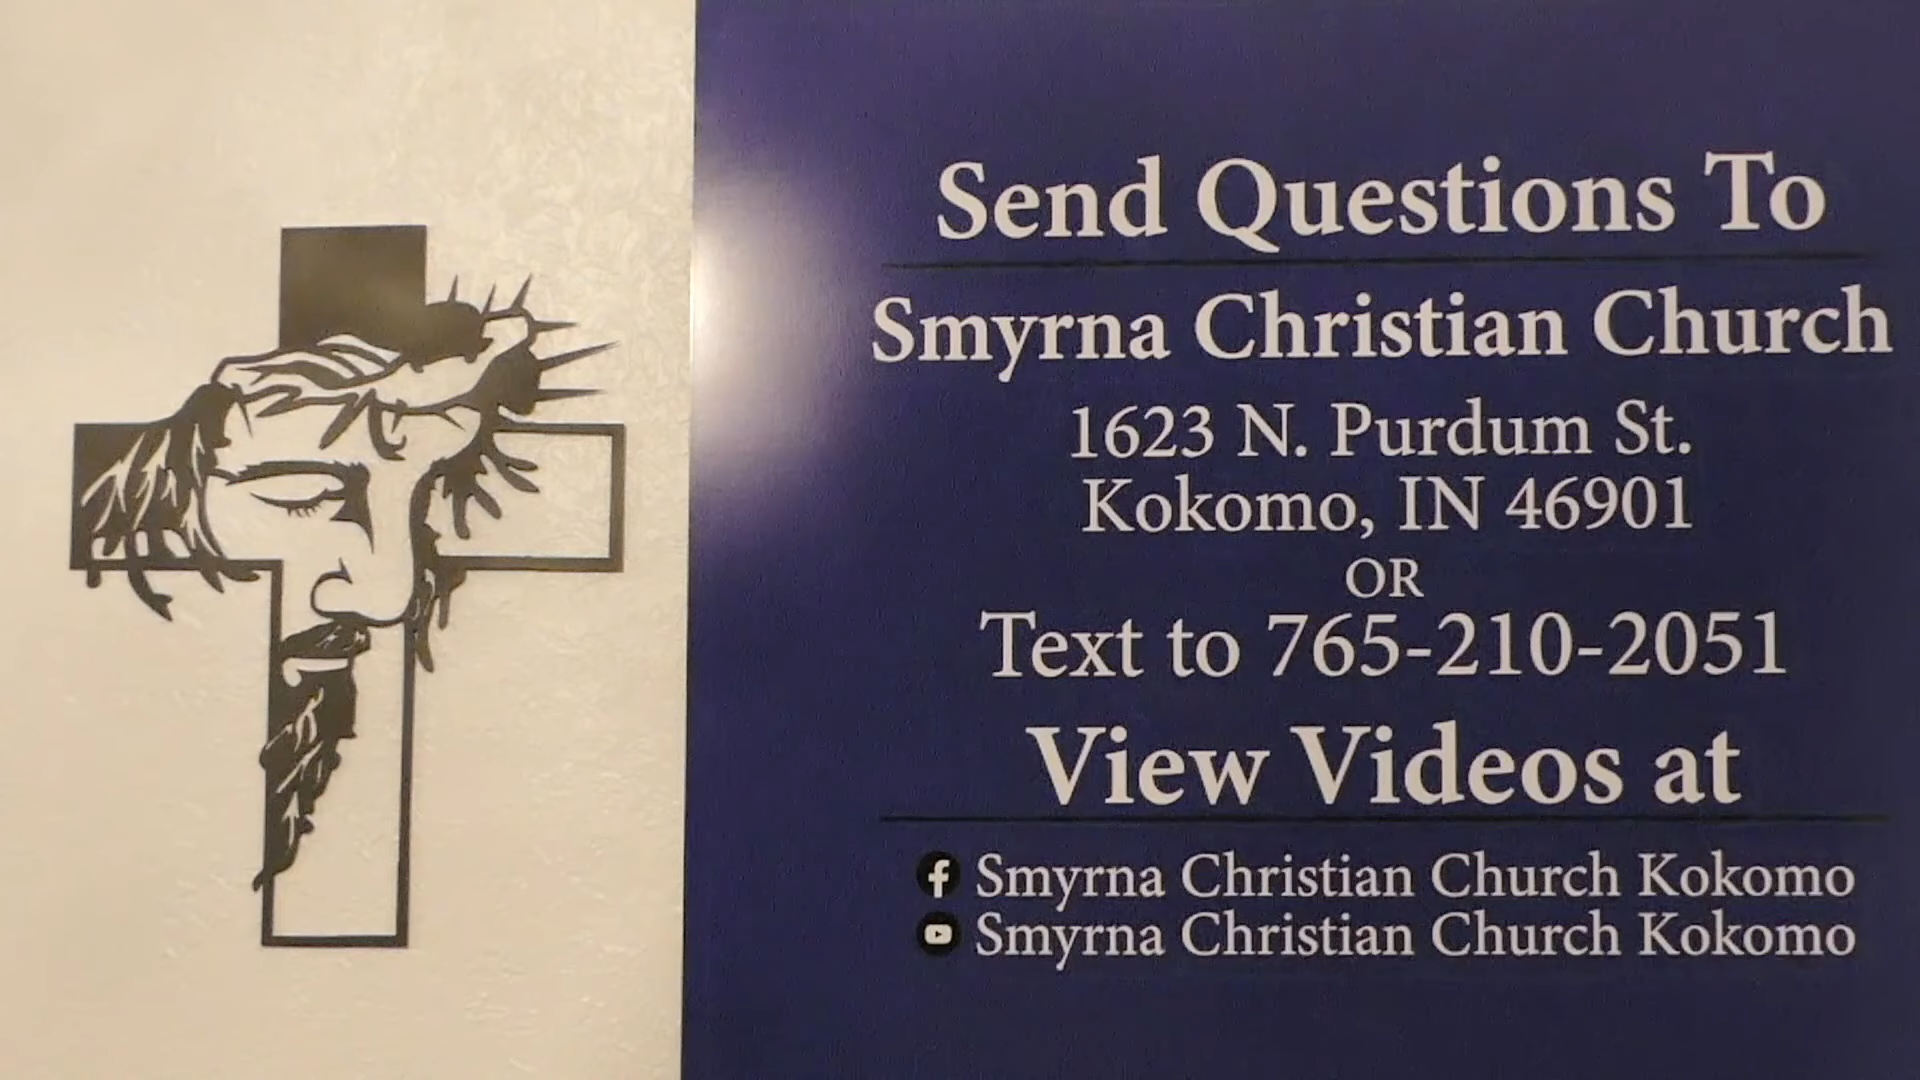 Send Questions To
Smyrna Christian Church
1623 N. Purdum St.
Kokomo, IN 46901
OR
Text to 765-210-2051
View Videos at
Smyrna Christian Church Kokomo
Smyrna Christian Church Kokomo